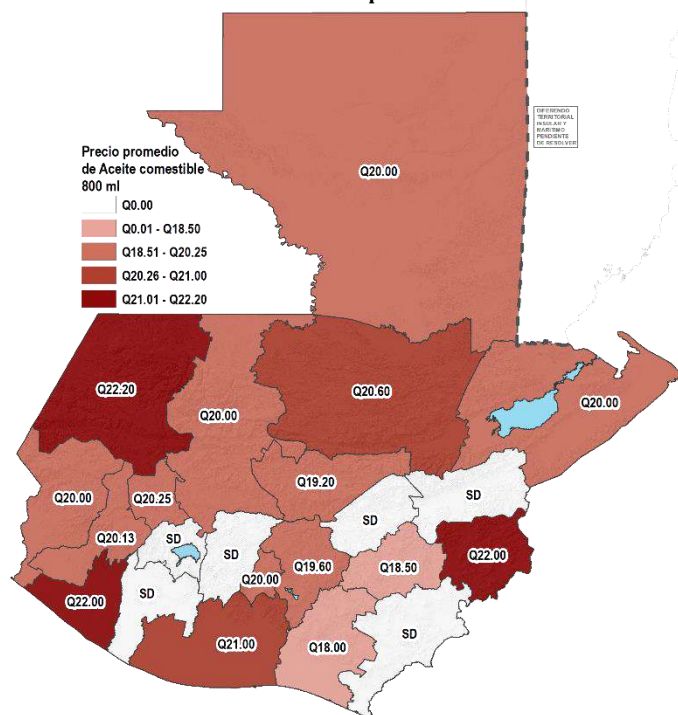 DIFERENDO
TERRITORIAL
INSULAR Y
MARITIMO
PENDIENTE
DE RESOLVER
Precio promedio
de Aceite comestible
800 ml
Q0.00
Q0.01 - Q18.50
Q18.51 - Q20.25
Q20.26 - Q21.00
Q21.01 - Q22.20
Q20.00
Q22.20
Q20.00
Q20.60
Q20.00
Q20.00
Q20.25
Q19.20
SD
SD
Q20.13
SD
SD
Q19.60
Q18.50
Q22.00
Q20.00
Q22.00
SD
Q21.00
Q18.00
SD